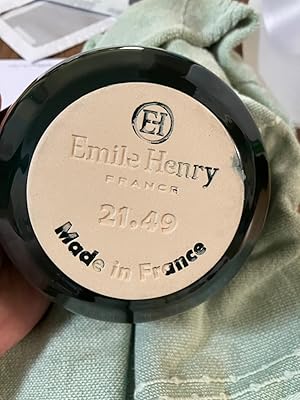 EH
Emile Henry
FRANCE
21.49
Made in France